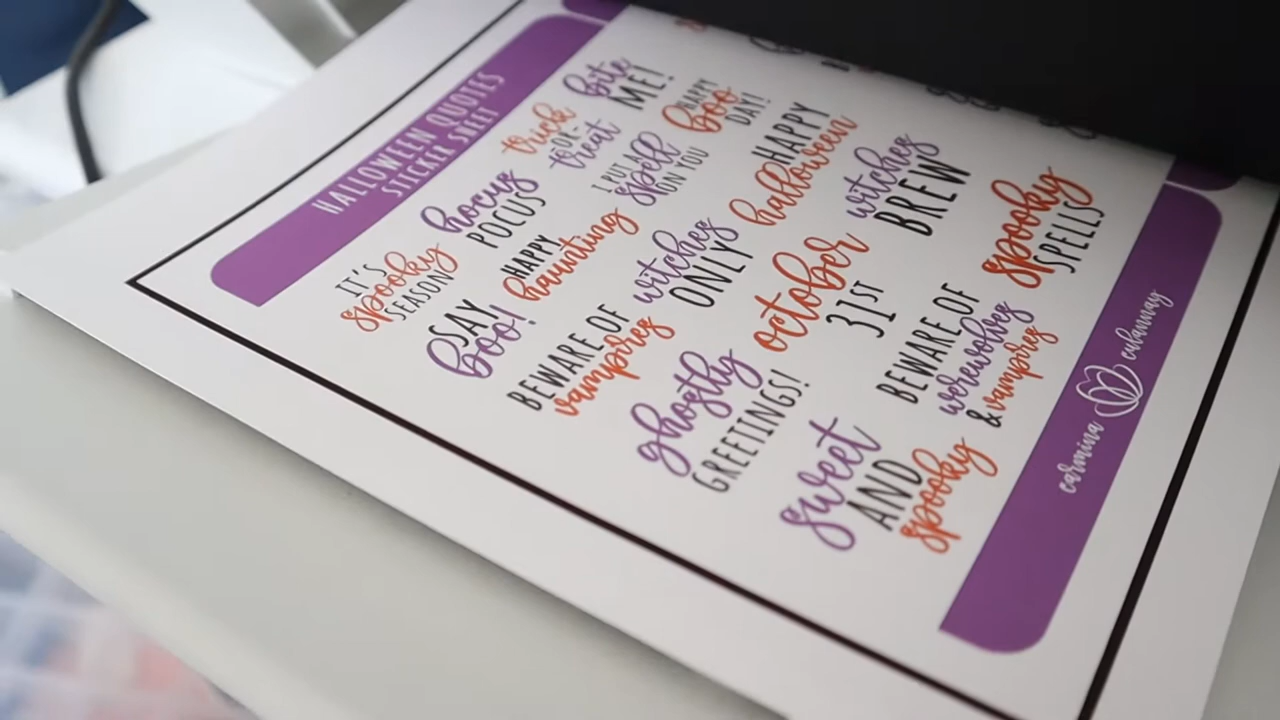 HALLOWEEN QUOTES
STICKER SHEET
IT'S
spooky
SEASON
hocus
POCUS
trick
-OR-
treat
bite
ME!
SAY
boo!
HAPPY
haunting
I PUT A
spell
ON YOU
HAPPY
boo
DAY!
BEWARE OF
vampires
witches
ONLY
HAPPY
halloween
ghostly
GREETINGS!
october
31ST
witches
BREW
sweet
AND
spooky
BEWARE OF
werewolves
& vampires
spooky
SPELLS
carmina culannay